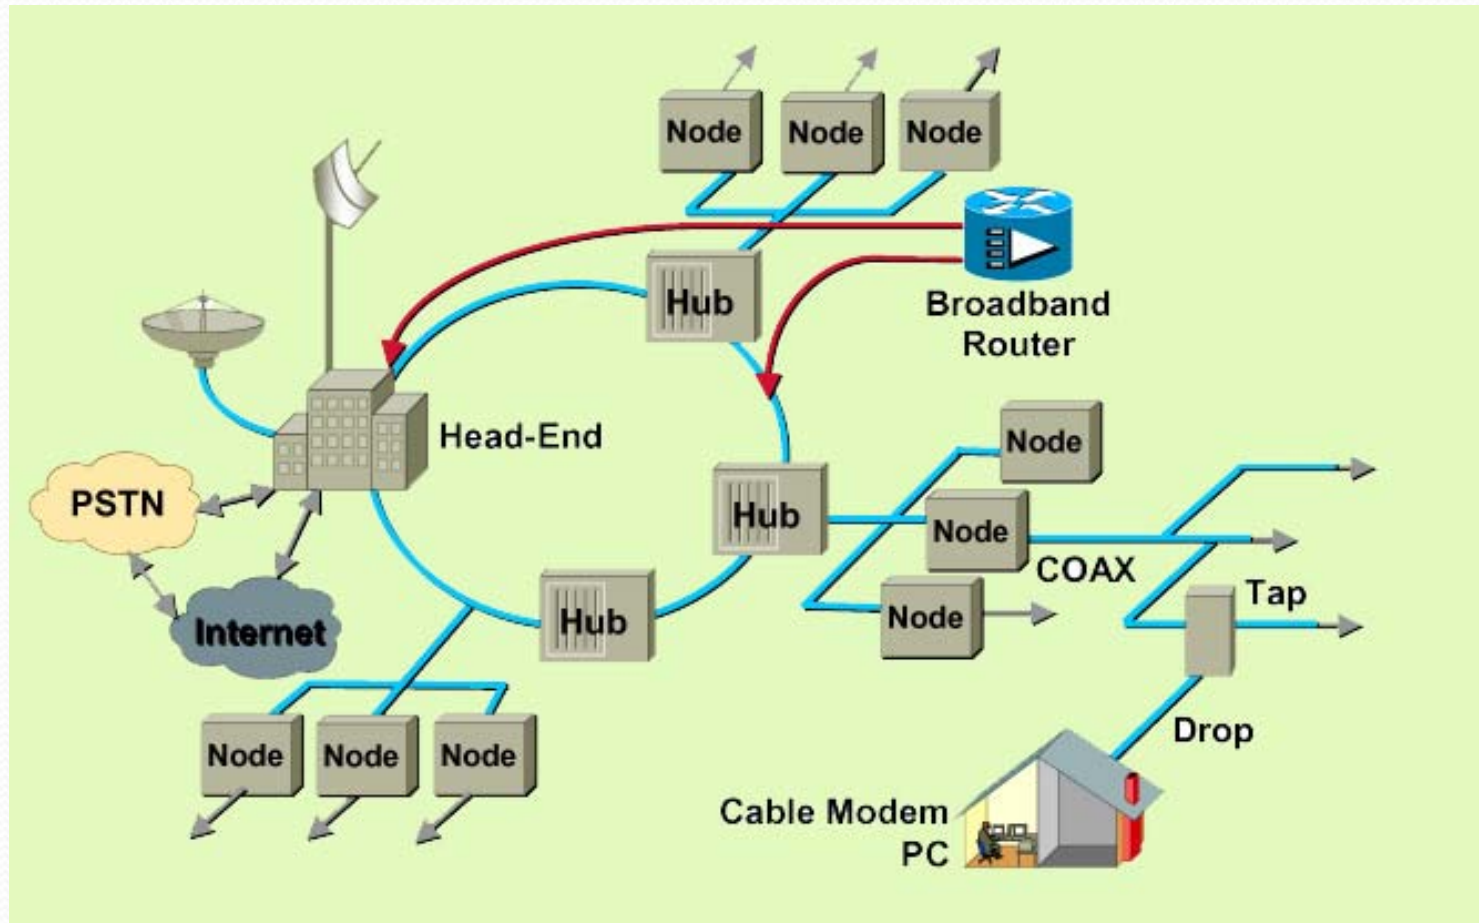 Node
Node
Node
Hub
Broadband
Router
Head-End
Node
PSTN
Hub
Node
COAX
Tap
Internet
Hub
Node
Drop
Node
Node
Node
Cable Modem
PC